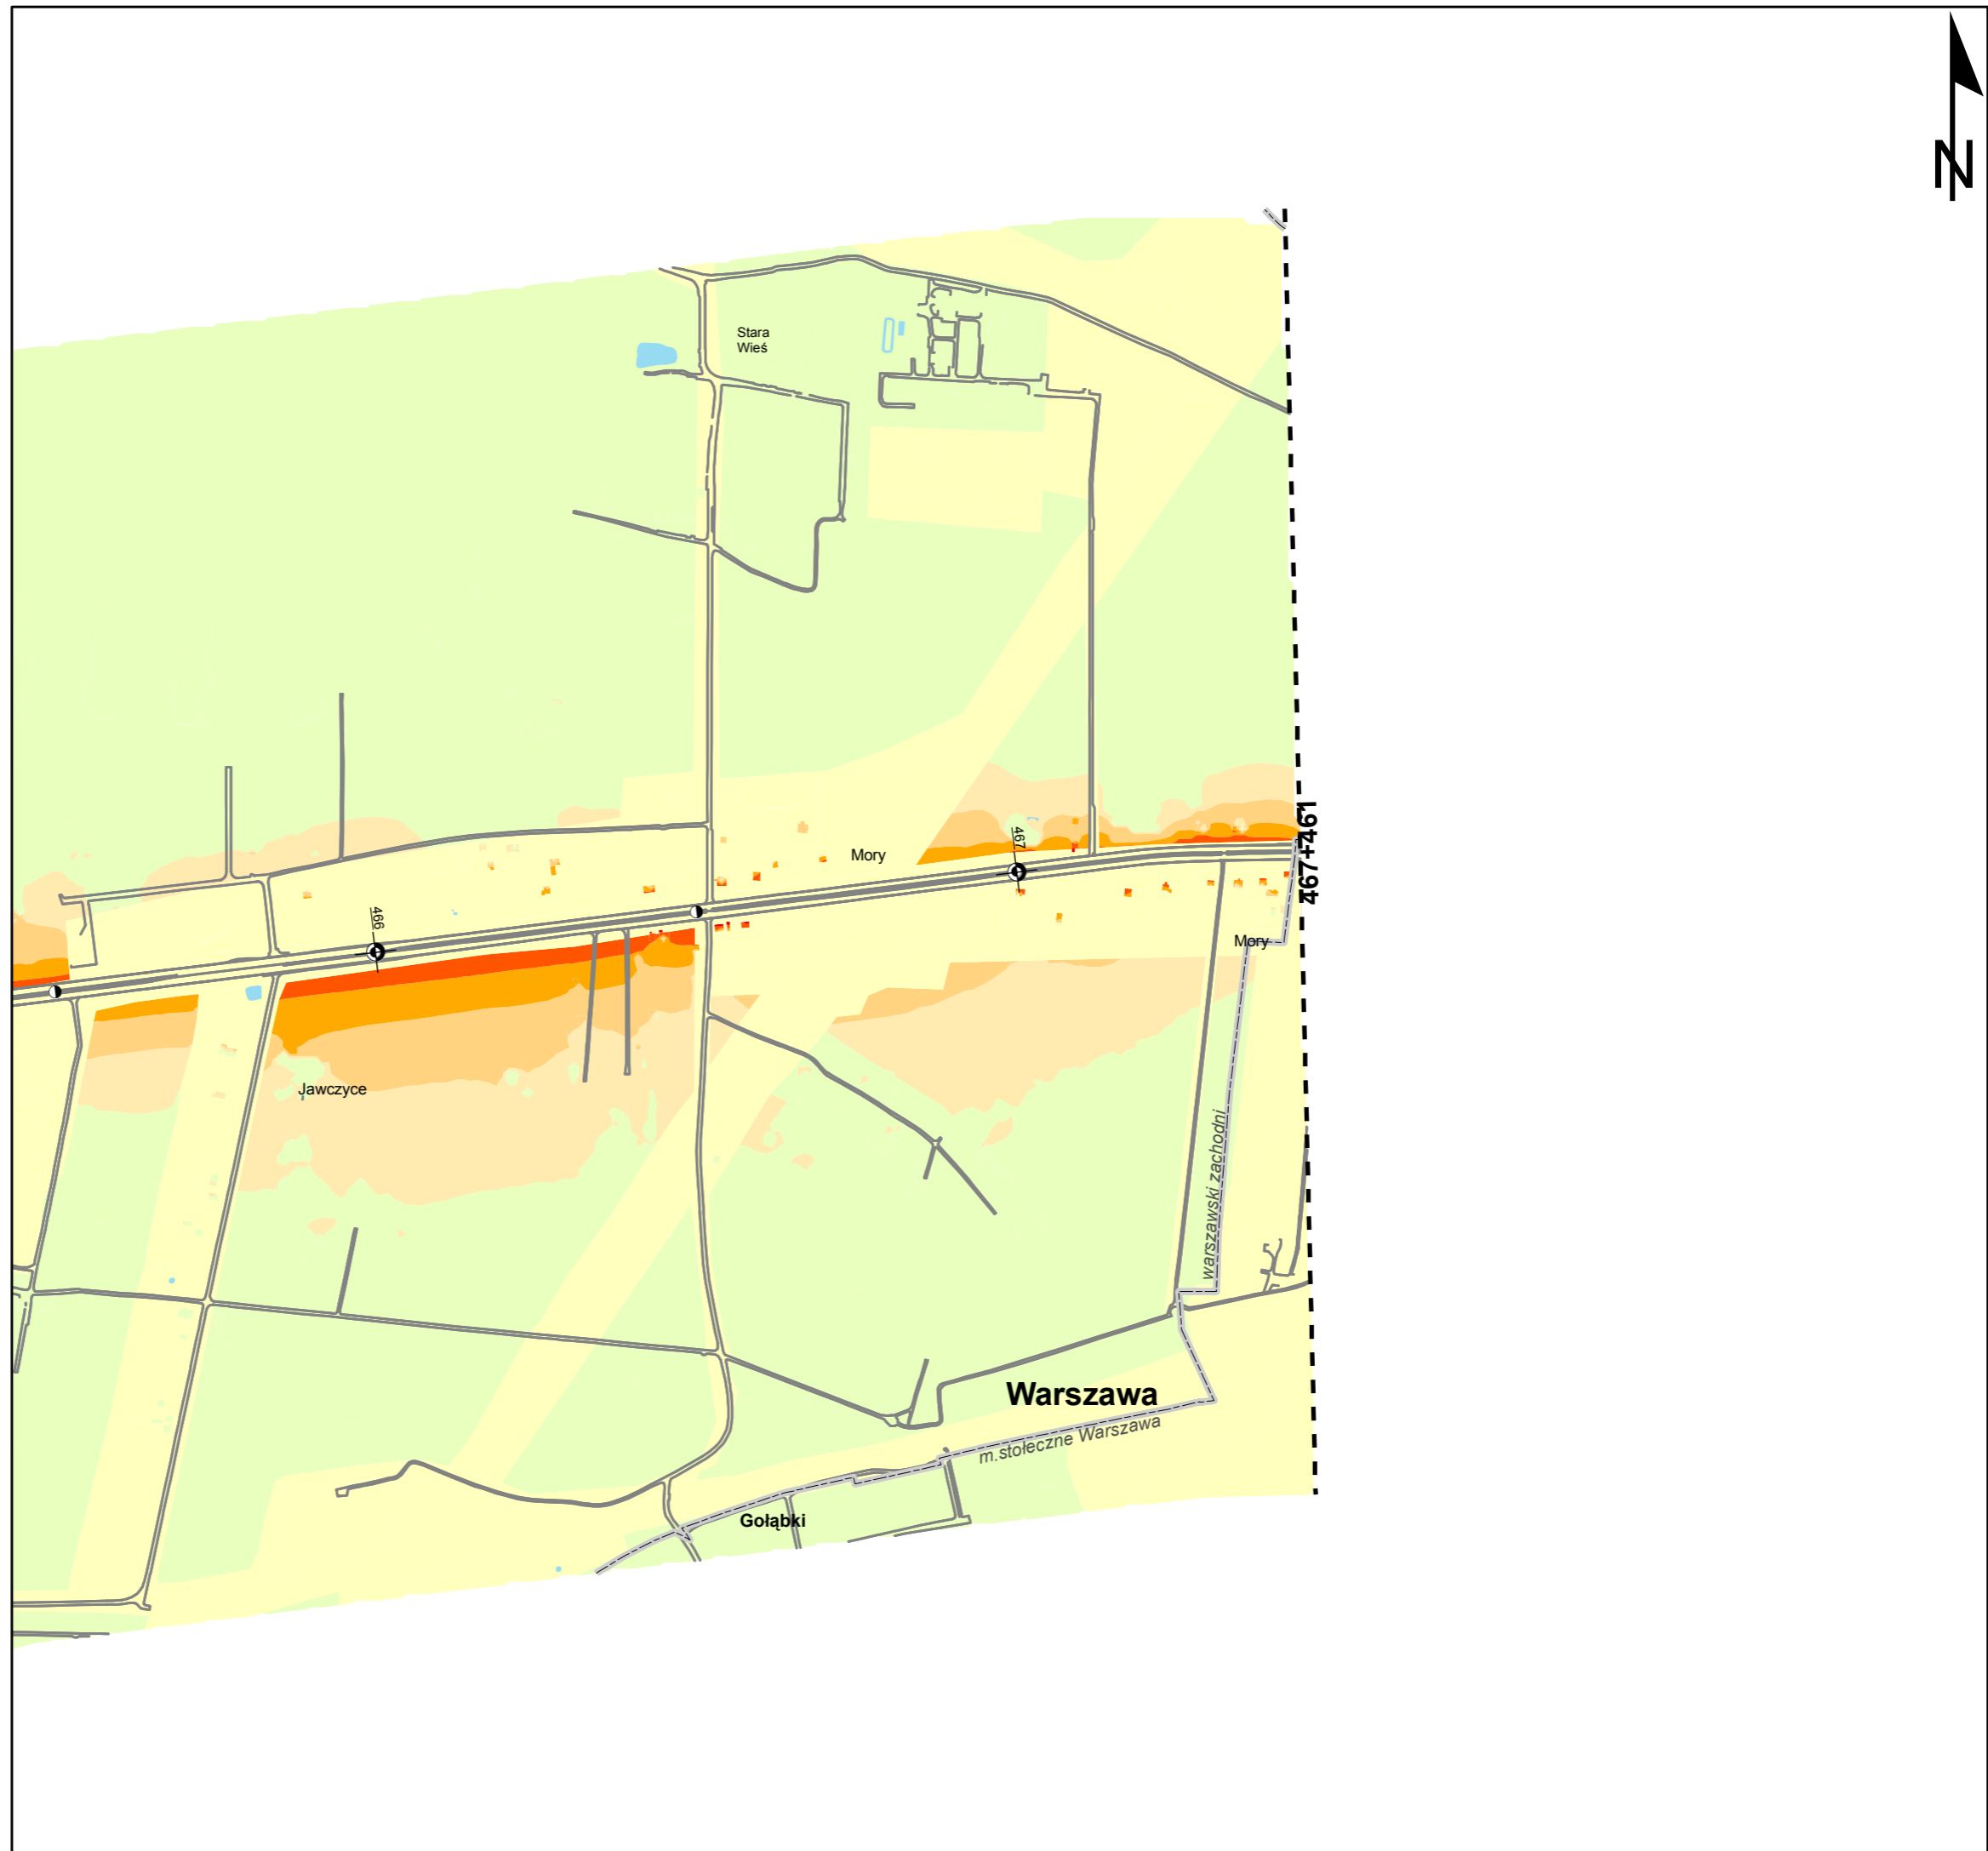 N
Stara
Wieś
467+461
Mory
467
466
Mory
Jawczyce
warszawski zachodni
Warszawa
m.stołeczne Warszawa
Gołąbki